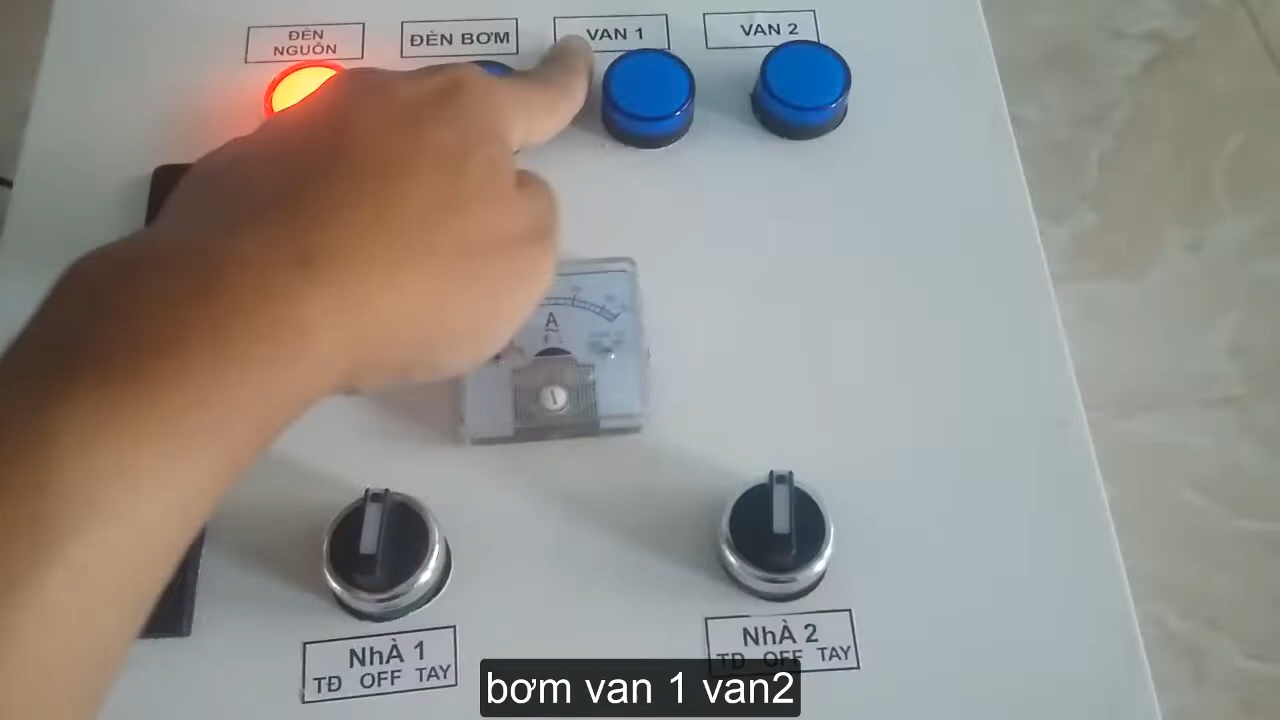 ĐÈN
NGUỒN
ĐÈN BƠM
VAN 1
VAN 2
A
NhÀ 1
TĐ OFF TAY
NhÀ 2
TĐ OFF TAY
bơm van 1 van2